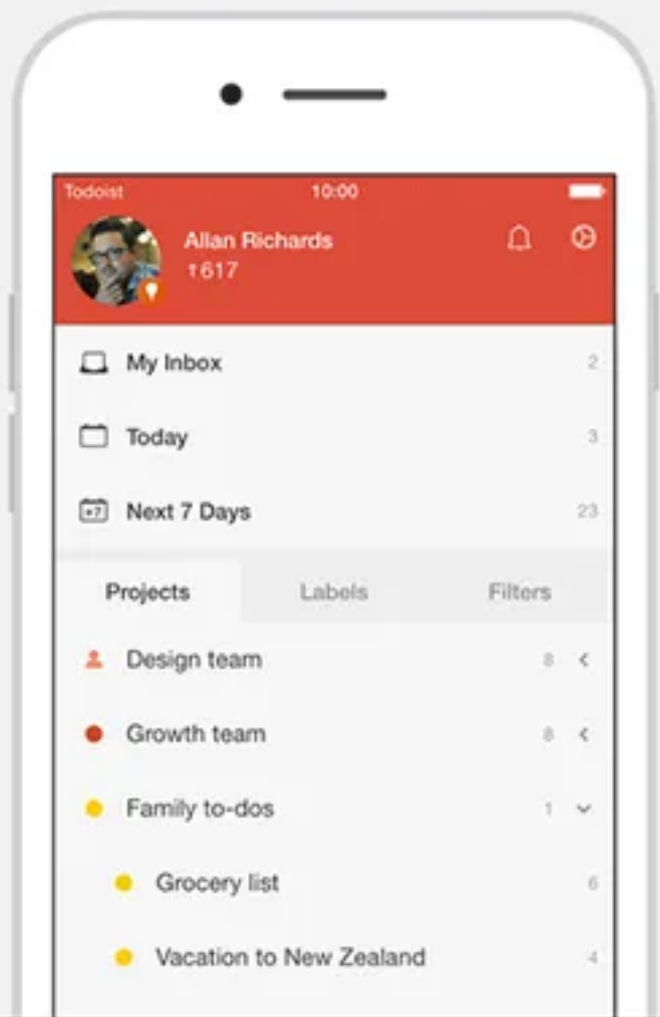 Todoist 10:00
Allan Richards
↑617
My Inbox 2
Today 3
+7 Next 7 Days 23
Projects Labels Filters
Design team 8
Growth team 8
Family to-dos 1
Grocery list 6
Vacation to New Zealand 4